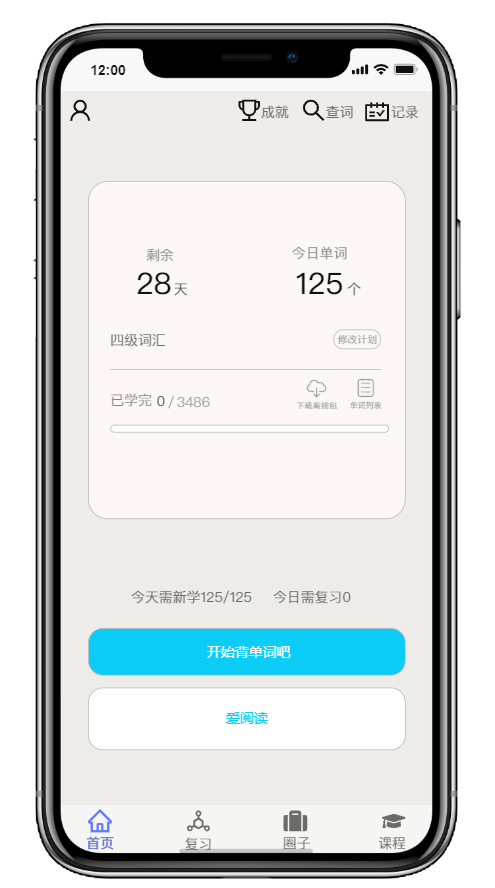 12:00
成就 查词 记录
剩余 今日单词
28天 125个
四级词汇 修改计划
已学完 0 / 3486 下载离线包 单词列表
今天需新学125/125 今日需复习0
开始背单词吧
爱阅读
首页 复习 圈子 课程